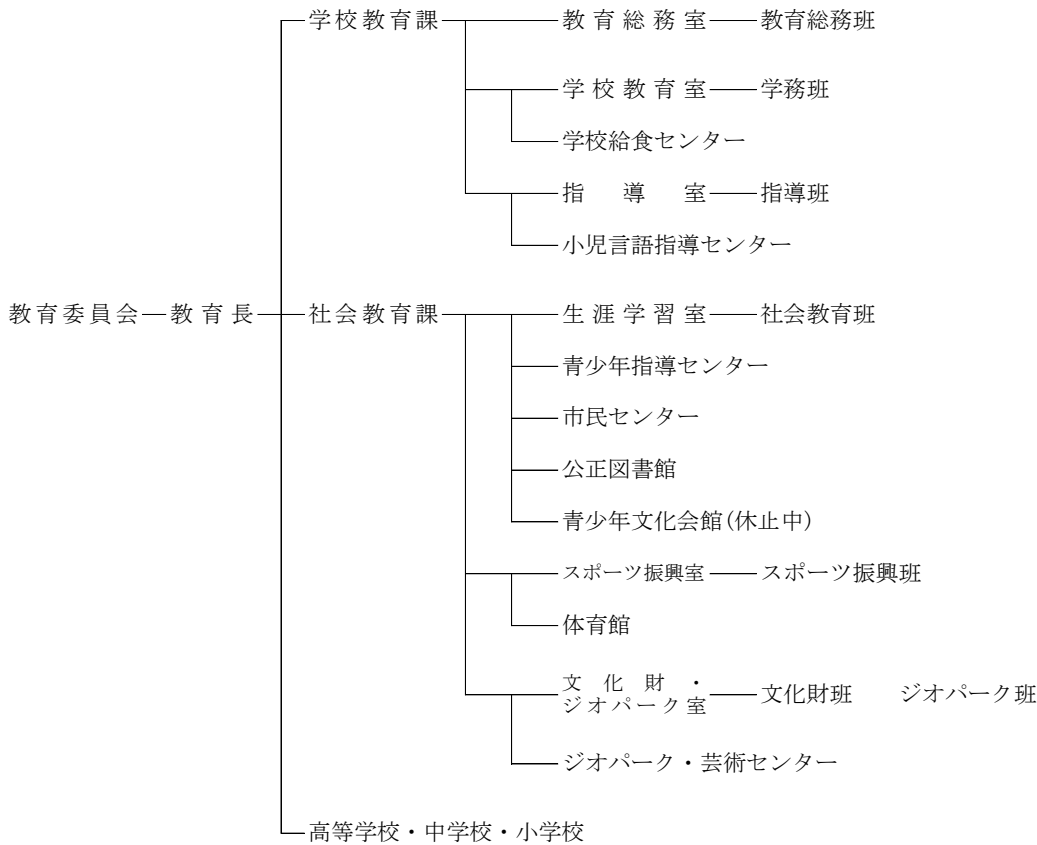 学校教育課 教育総務室 教育総務班
学校教育室 学務班
学校給食センター
指導室 指導班
小児言語指導センター
教育委員会 教育長 社会教育課 生涯学習室 社会教育班
青少年指導センター
市民センター
公正図書館
青少年文化会館(休止中)
スポーツ振興室 スポーツ振興班
体育館
文化財・
ジオパーク室 文化財班 ジオパーク班
ジオパーク・芸術センター
高等学校・中学校・小学校